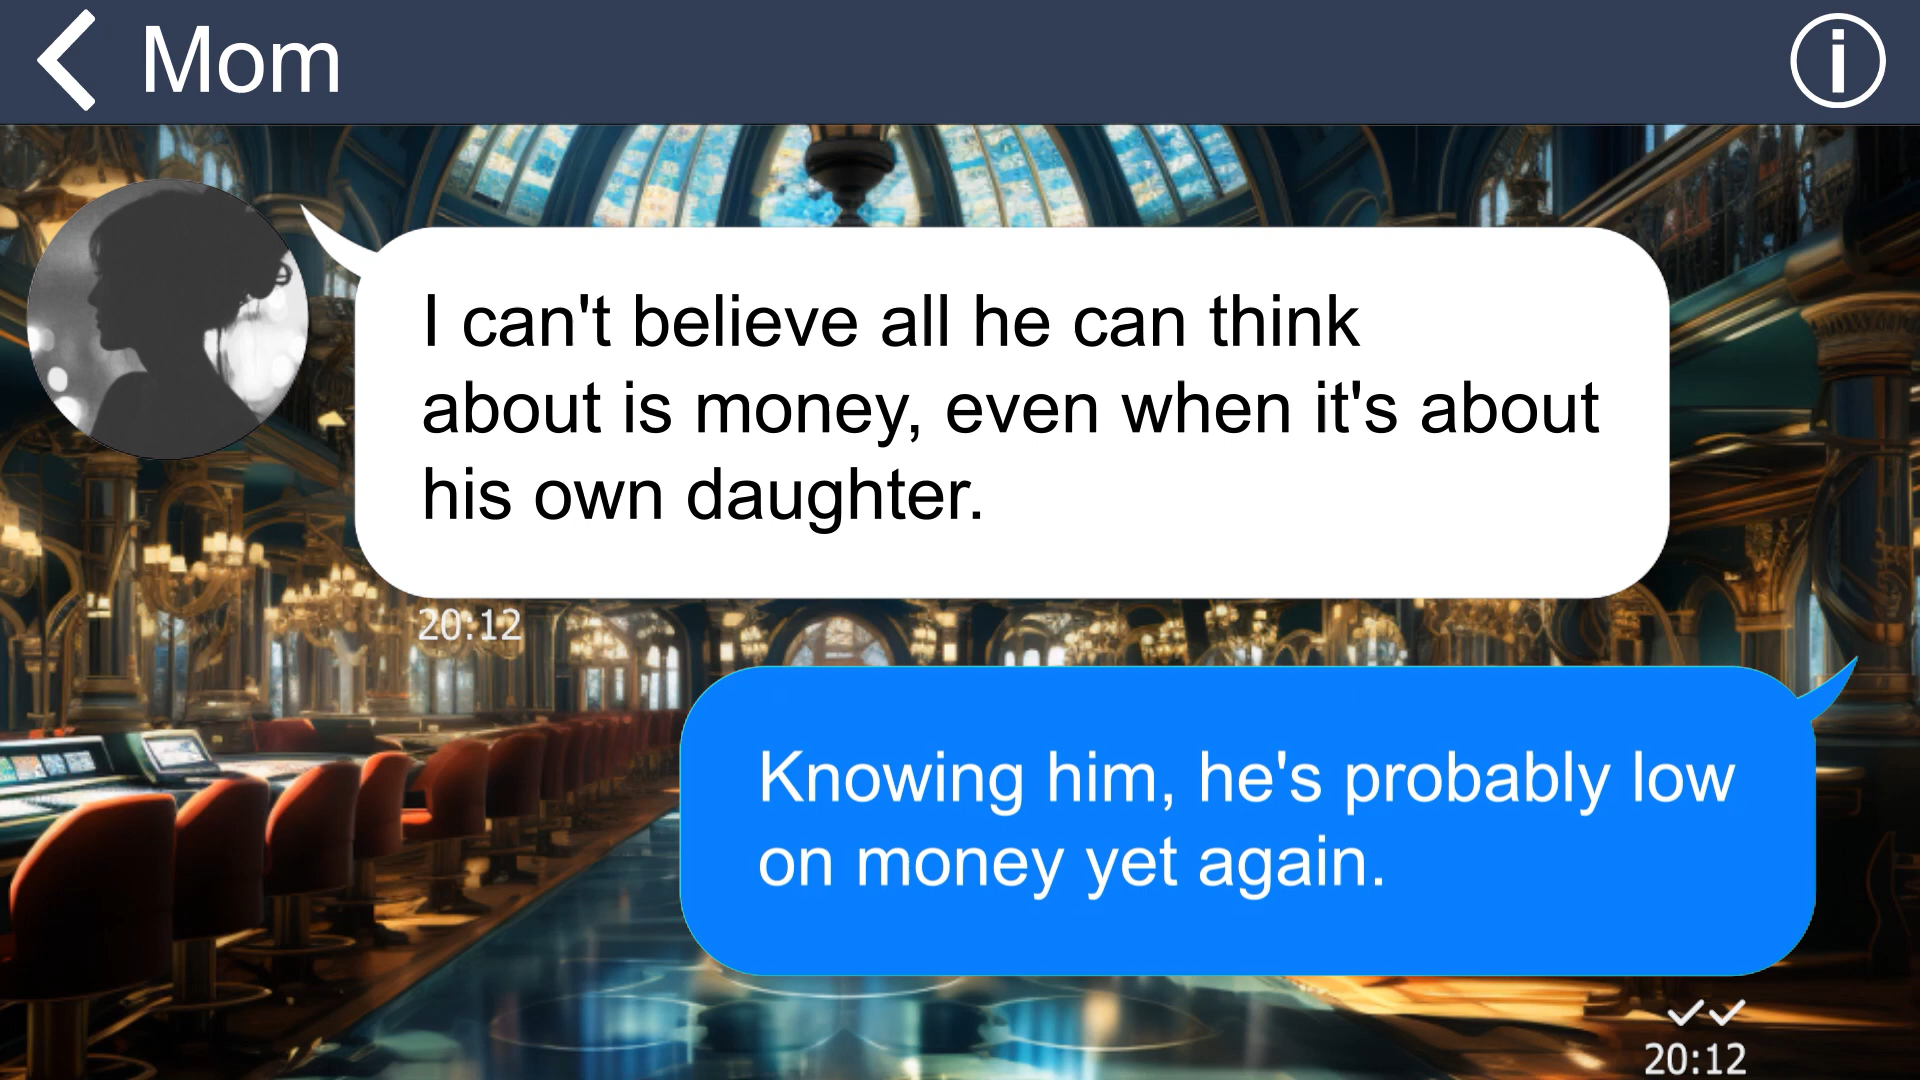 Mom
I can't believe all he can think
about is money, even when it's about
his own daughter.
20:12
Knowing him, he's probably low
on money yet again.
20:12